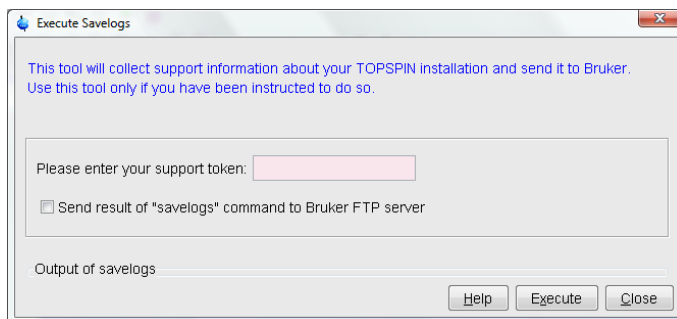 Execute Savelogs
This tool will collect support information about your TOPSPIN installation and send it to Bruker.
Use this tool only if you have been instructed to do so.
Please enter your support token:
Send result of "savelogs" command to Bruker FTP server
Output of savelogs
Help Execute Close